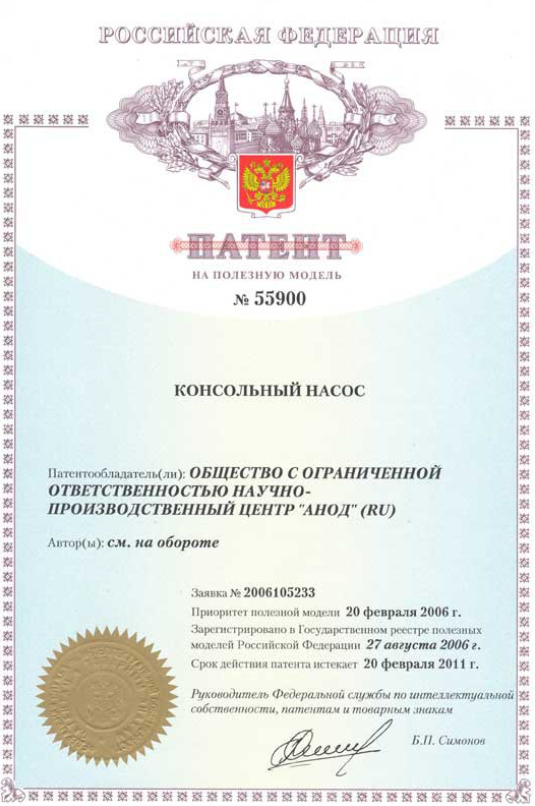 РОССИЙСКАЯ ФЕДЕРАЦИЯ
ПАТЕНТ
НА ПОЛЕЗНУЮ МОДЕЛЬ
№ 55900
КОНСОЛЬНЫЙ НАСОС
Патентообладатель(ли): ОБЩЕСТВО С ОГРАНИЧЕННОЙ
ОТВЕТСТВЕННОСТЬЮ НАУЧНО-
ПРОИЗВОДСТВЕННЫЙ ЦЕНТР "АНОД" (RU)
Автор(ы): см. на обороте
Заявка № 2006105233
Приоритет полезной модели 20 февраля 2006 г.
Зарегистрировано в Государственном реестре полезных
моделей Российской Федерации 27 августа 2006 г.
Срок действия патента истекает 20 февраля 2011 г.
Руководитель Федеральной службы по интеллектуальной
собственности, патентам и товарным знакам
Б.П. Симонов